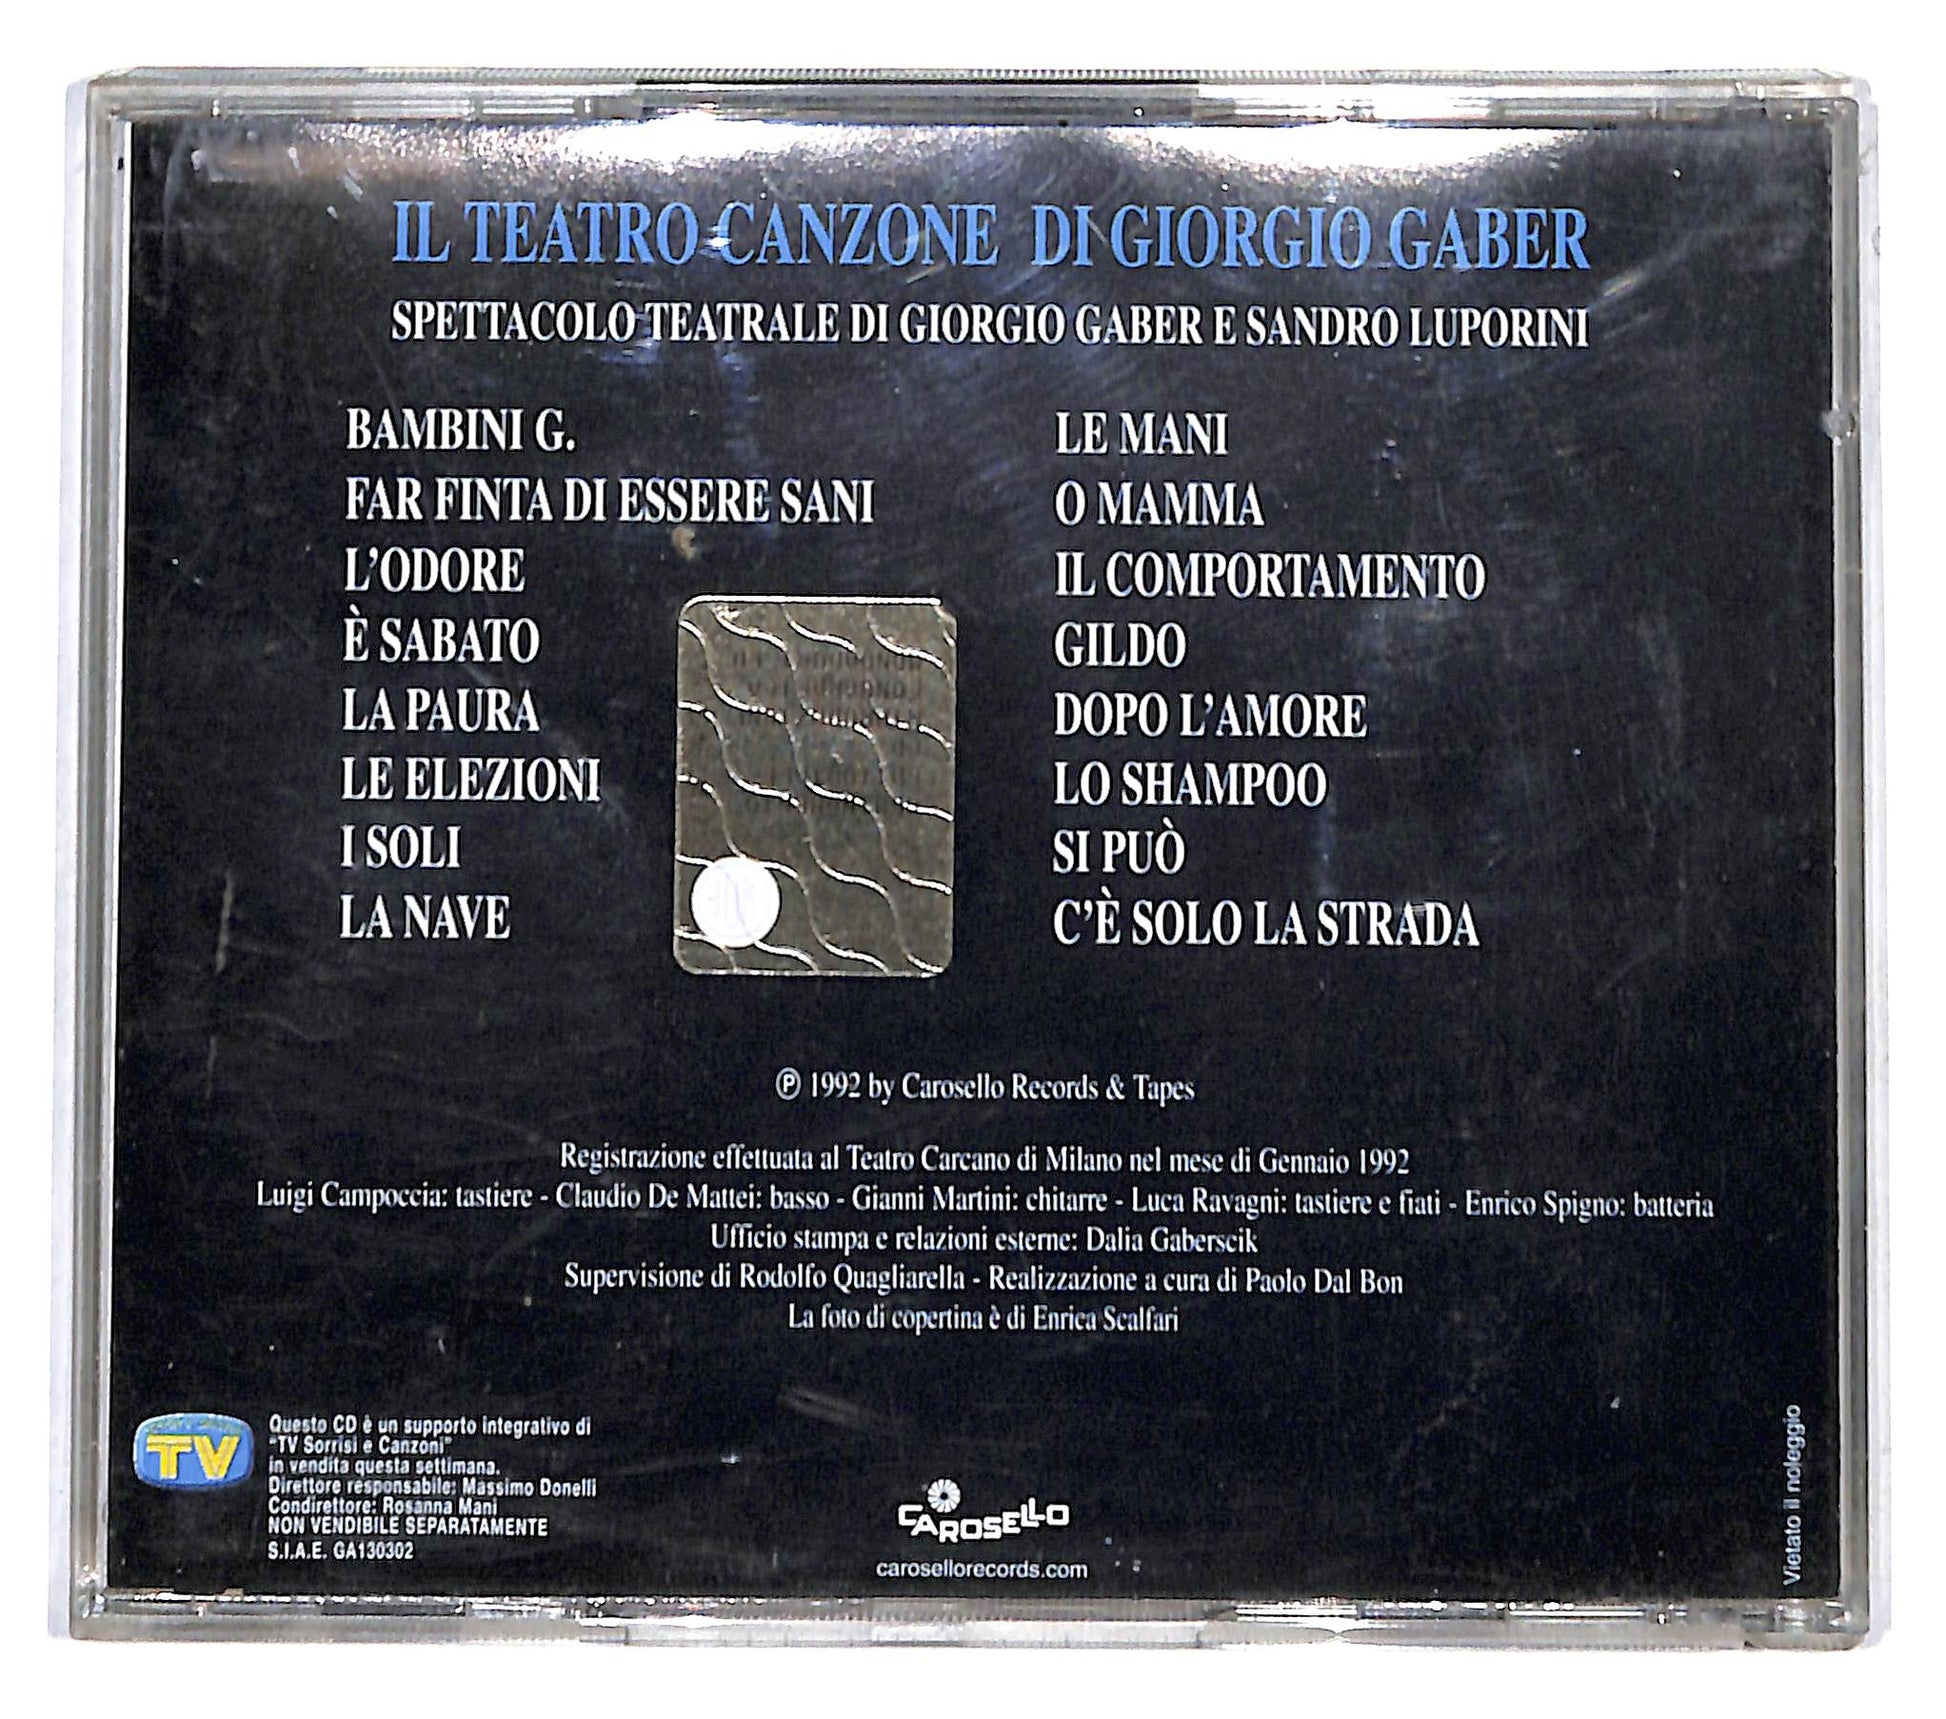 IL TEATRO CANZONE DI GIORGIO GABER
SPETTACOLO TEATRALE DI GIORGIO GABER E SANDRO LUPORINI
BAMBINI G.
FAR FINTA DI ESSERE SANI
L'ODORE
È SABATO
LA PAURA
LE ELEZIONI
I SOLI
LA NAVE
LE MANI
O MAMMA
IL COMPORTAMENTO
GILDO
DOPO L'AMORE
LO SHAMPOO
SI PUÒ
C'È SOLO LA STRADA
℗ 1992 by Carosello Records & Tapes
Registrazione effettuata al Teatro Carcano di Milano nel mese di Gennaio 1992
Luigi Campoccia: tastiere - Claudio De Mattei: basso - Gianni Martini: chitarre - Luca Ravagni: tastiere e fiati - Enrico Spigno: batteria
Ufficio stampa e relazioni esterne: Dalia Gaberscik
Supervisione di Rodolfo Quagliarella - Realizzazione a cura di Paolo Dal Bon
La foto di copertina è di Enrica Scalfari
TV
Questo CD è un supporto integrativo di
"TV Sorrisi e Canzoni"
in vendita questa settimana.
Direttore responsabile: Massimo Donelli
Condirettore: Rosanna Mani
NON VENDIBILE SEPARATAMENTE
S.I.A.E. GA130302
CAROSELLO
carosellorecords.com
Vietato il noleggio